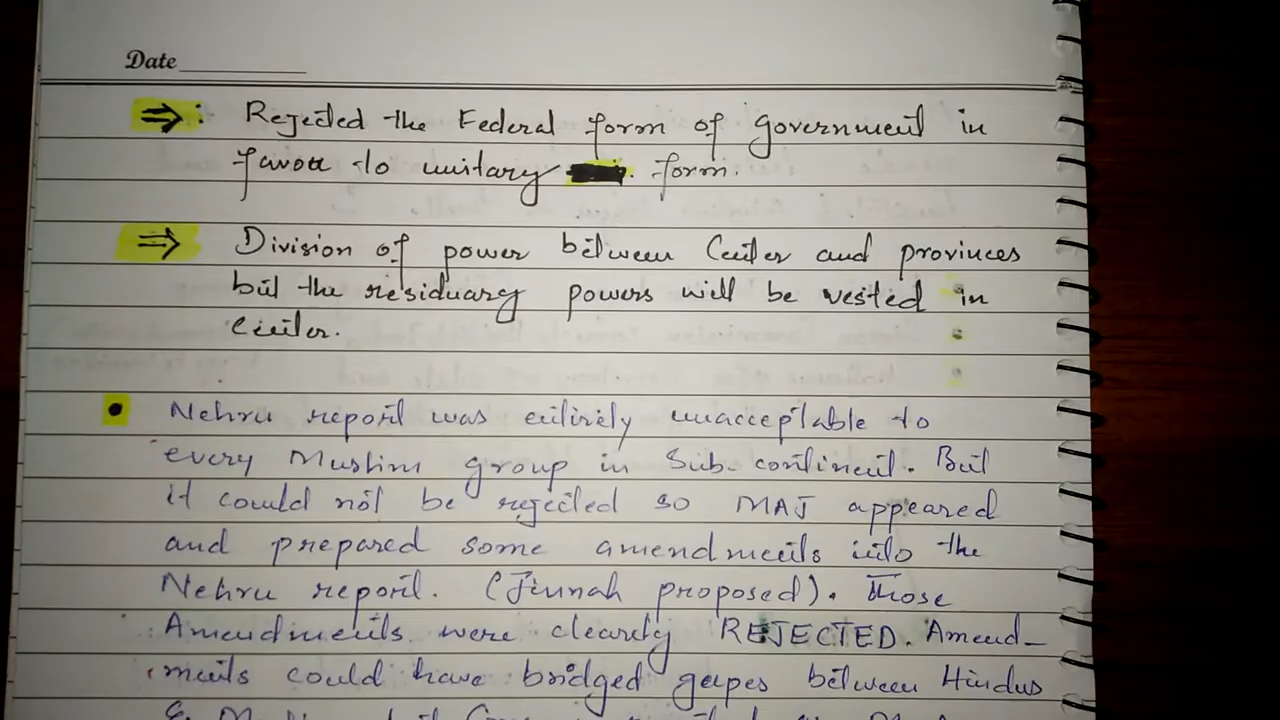 Date
⇒: Rejected the Federal form of government in
favou to unitary form.
⇒ Division of power between Center and provinces
but the residuary powers will be vested in
Center.
• Nehru report was entirely unacceptable to
every Muslim group in Sub-continent. But
it could not be rejected so MAJ appeared
and prepared some amendments into the
Nehru report. (Jinnah proposed). Those
Amendments were clearely REJECTED. Amend-
ments could have bridged gapes between Hindus